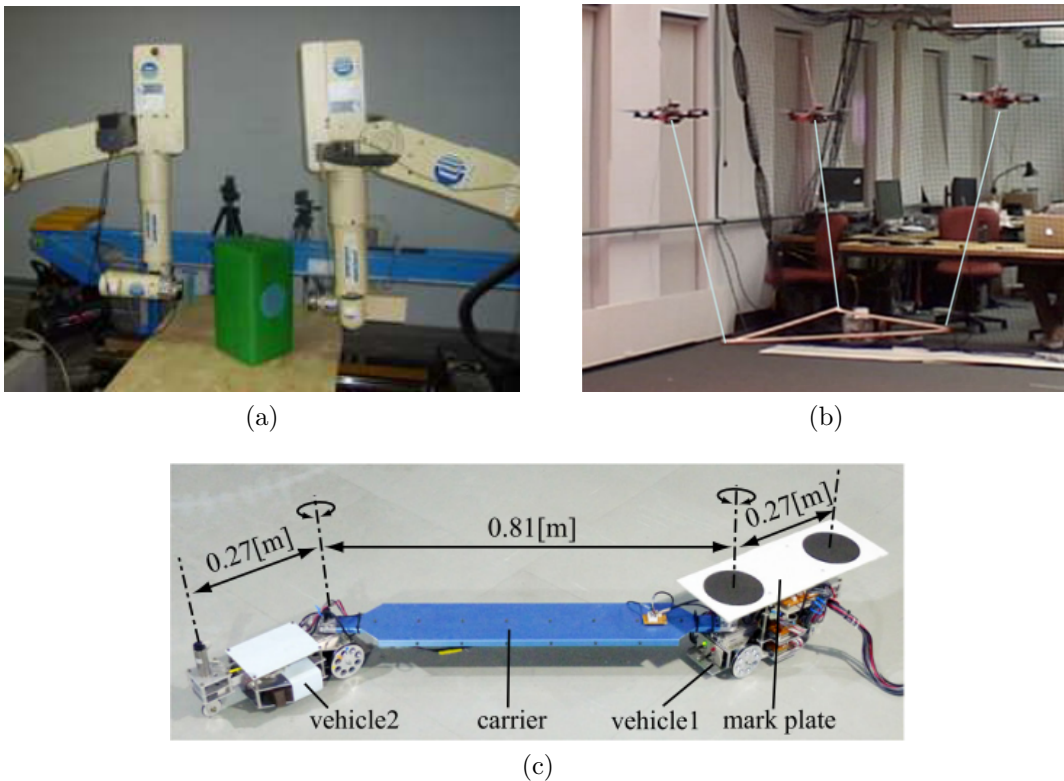 (a)
(b)
0.27[m]
0.81[m]
0.27[m]
vehicle2
carrier
vehicle1
mark plate
(c)